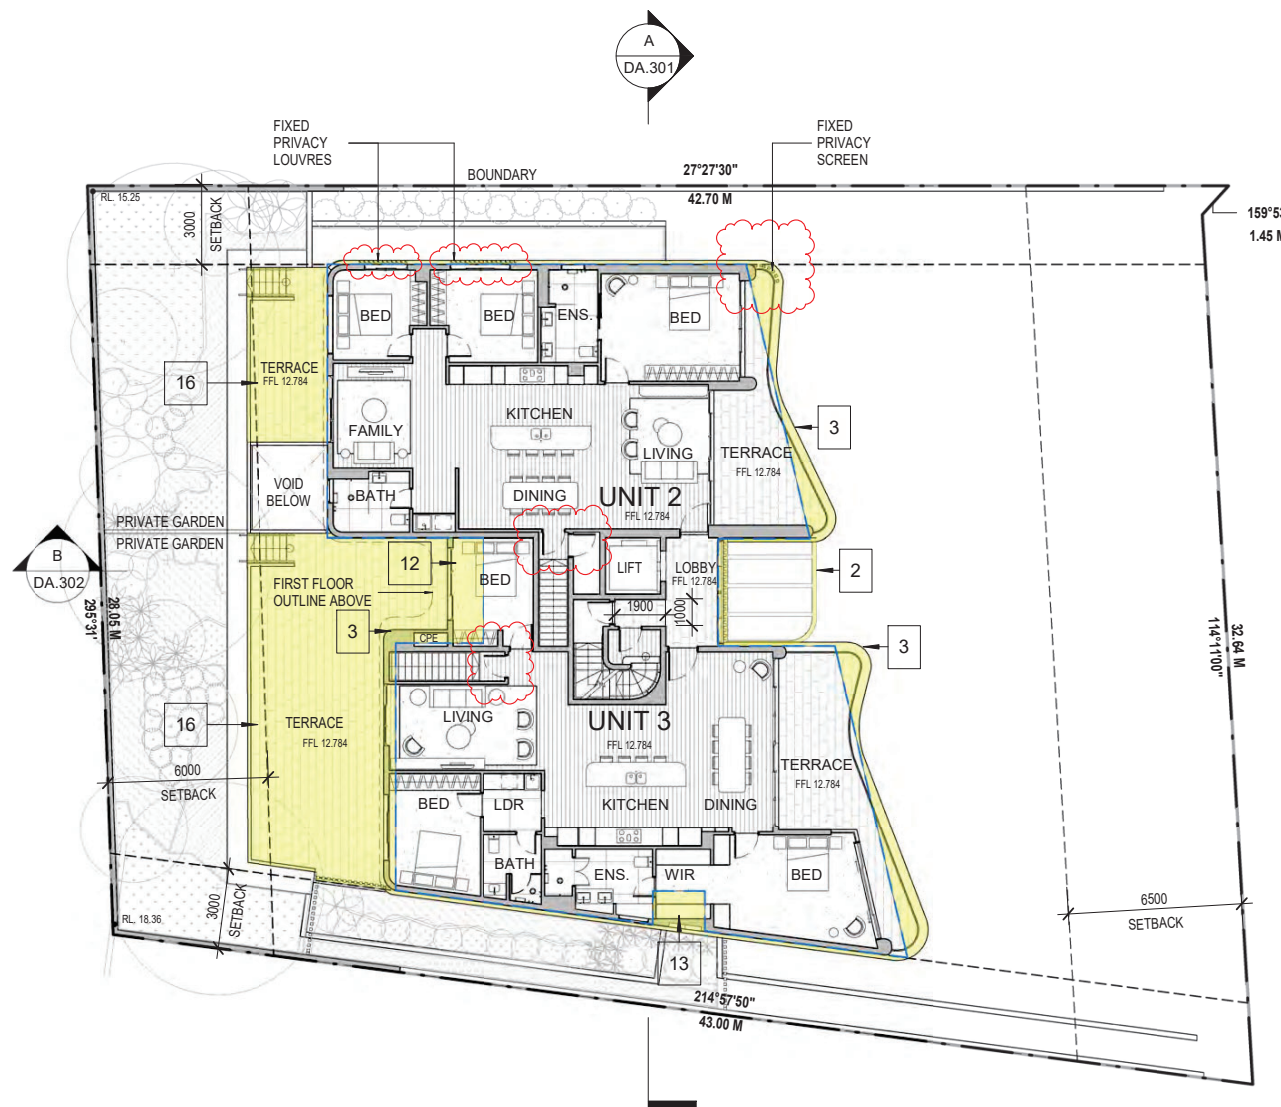 A
DA.301
FIXED
PRIVACY
LOUVRES
FIXED
PRIVACY
SCREEN
BOUNDARY
27°27'30"
42.70 M
RL. 15.25
3000
SETBACK
159°53
1.45 M
BED
BED
ENS.
BED
TERRACE
FFL 12.784
16
KITCHEN
FAMILY
LIVING
TERRACE
FFL 12.784
3
VOID
BELOW
BATH
DINING
UNIT 2
FFL 12.784
PRIVATE GARDEN
PRIVATE GARDEN
B
DA.302
12
BED
LIFT
LOBBY
FFL 12.784
2
FIRST FLOOR
OUTLINE ABOVE
1900
1000
3
CPE
3
295°31'
28.05 M
32.64 M
114°11'00"
LIVING
UNIT 3
FFL 12.784
16
TERRACE
FFL 12.784
TERRACE
FFL 12.784
6000
SETBACK
BED
LDR
KITCHEN
DINING
BATH
ENS.
WIR
BED
6500
SETBACK
RL. 18.36
3000
SETBACK
13
214°57'50"
43.00 M